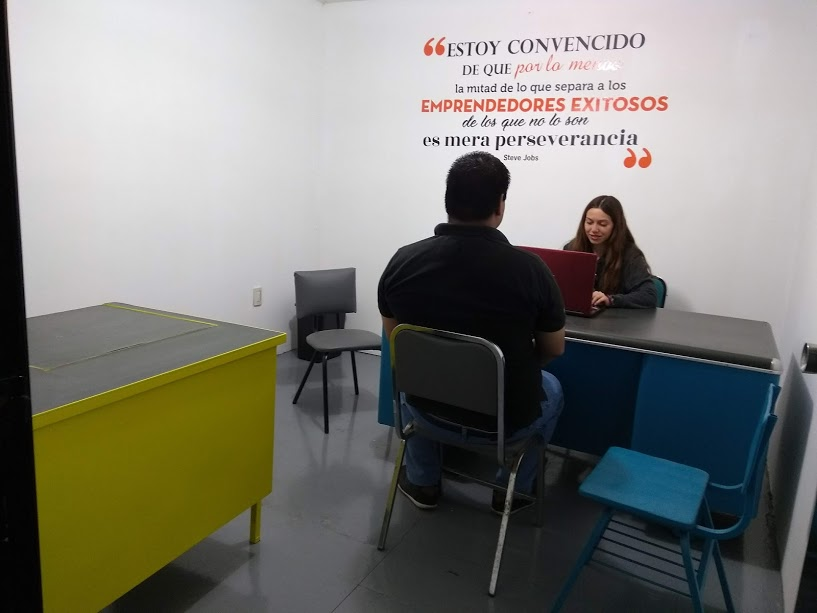 “ESTOY CONVENCIDO
DE QUE por lo menos
la mitad de lo que separa a los
EMPRENDEDORES EXITOSOS
de los que no lo son
es mera perseverancia
Steve Jobs ”